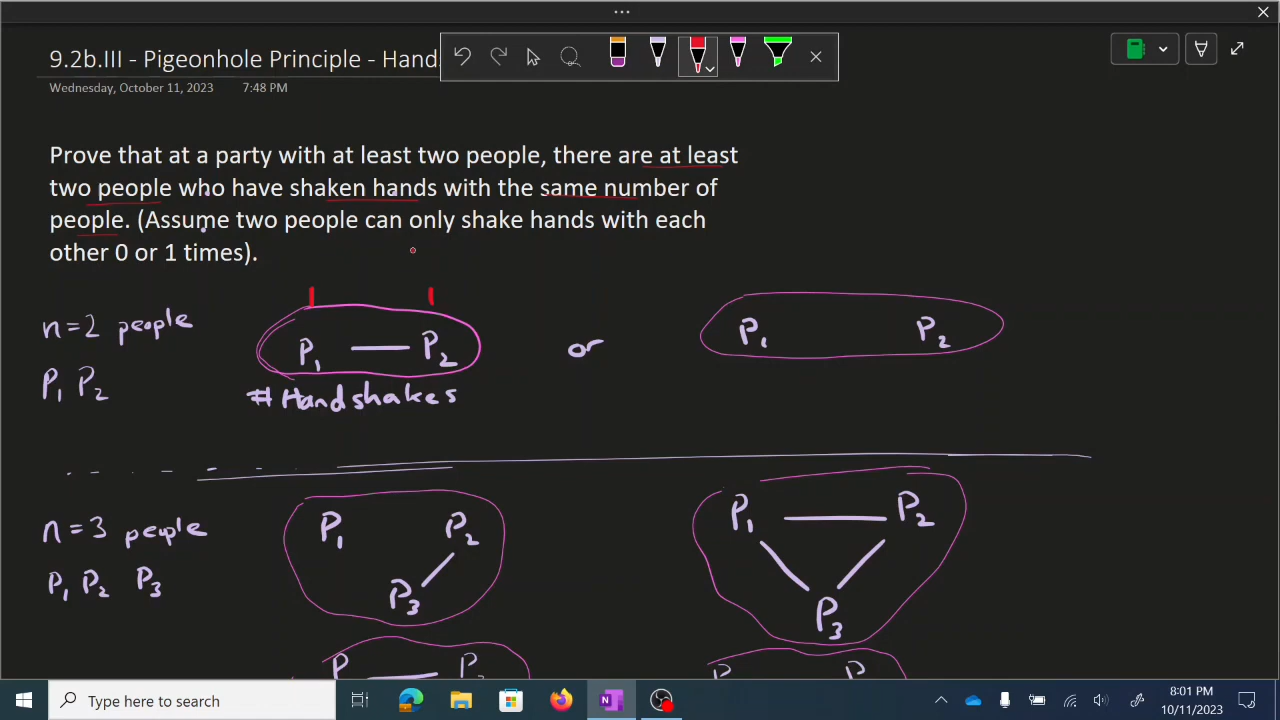 9.2b.III - Pigeonhole Principle - Hand
Wednesday, October 11, 2023 7:48 PM
Prove that at a party with at least two people, there are at least
two people who have shaken hands with the same number of
people. (Assume two people can only shake hands with each
other 0 or 1 times).
1 1
n=2 people
P₁ — P₂ or P₁ P₂
P₁ P₂
#Handshakes
n=3 people
P₁ P₂
P₁ P₂
P₁ P₂ P₃
P₃
P₃
P P₂
P P
Type here to search
8:01 PM
10/11/2023